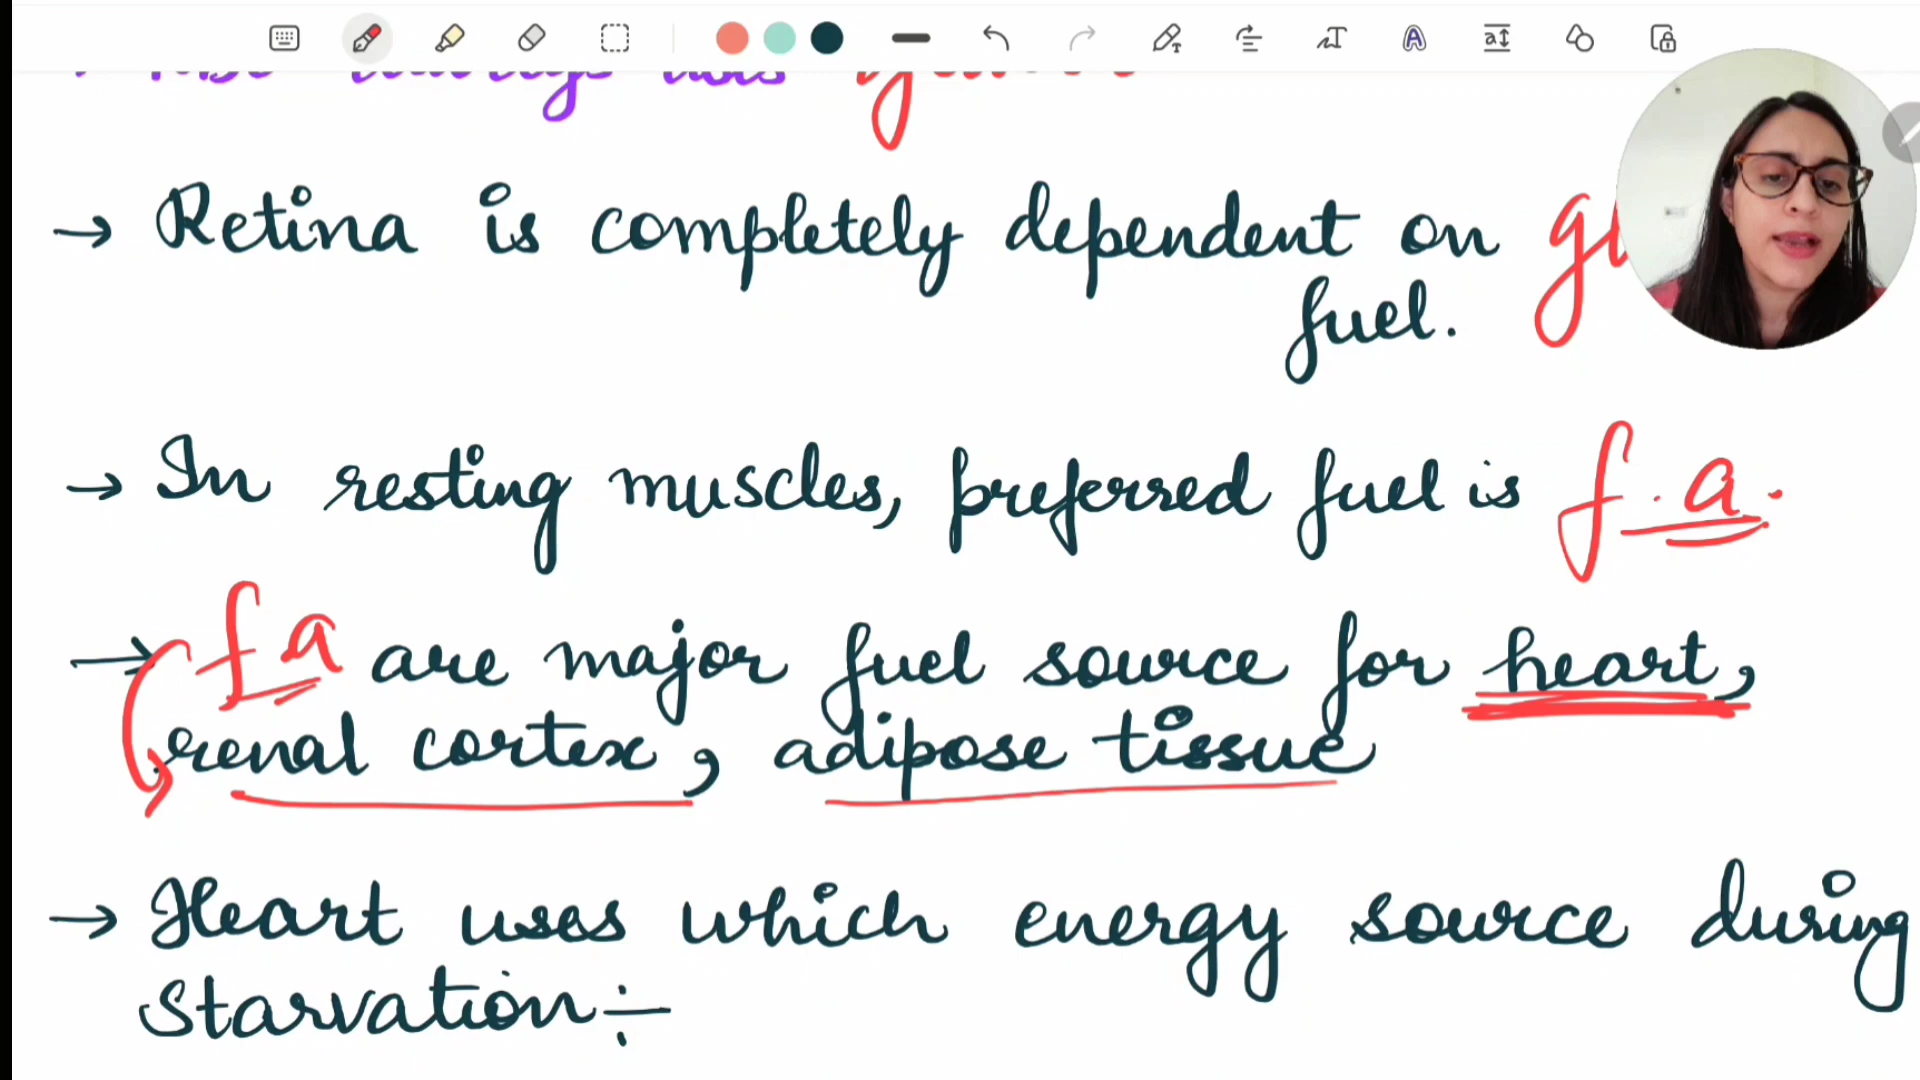 → Retina is completely dependent on
fuel.
→ In resting muscles, preferred fuel is f.a.
→ fa are major fuel source for heart,
renal cortex, adipose tissue
→ Heart uses which energy source during
starvation÷